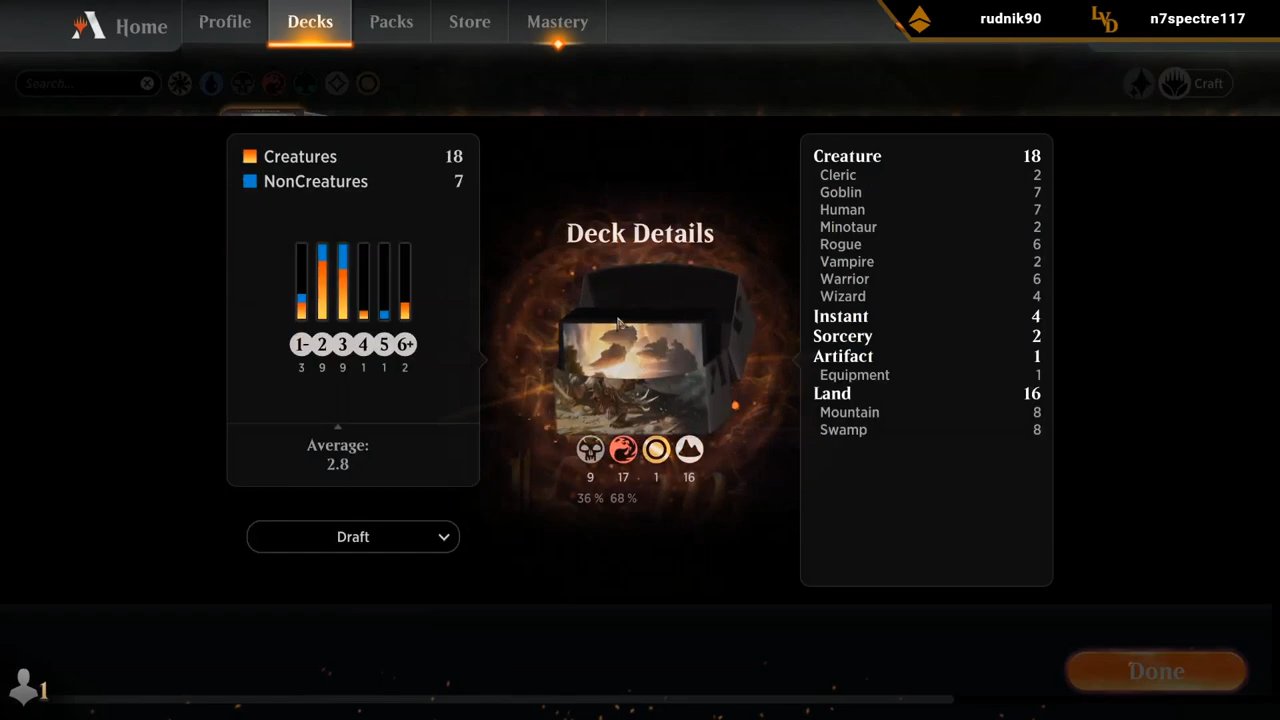 Home
Profile
Decks
Packs
Store
Mastery
rudnik90
LVD
n7spectre117
Search...
Craft
Creatures 18
NonCreatures 7
1- 2 3 4 5 6+
3 9 9 1 1 2
Average:
2.8
Draft
Deck Details
9 17 1 16
36 % 68 %
Creature 18
Cleric 2
Goblin 7
Human 7
Minotaur 2
Rogue 6
Vampire 2
Warrior 6
Wizard 4
Instant 4
Sorcery 2
Artifact 1
Equipment 1
Land 16
Mountain 8
Swamp 8
1
Done